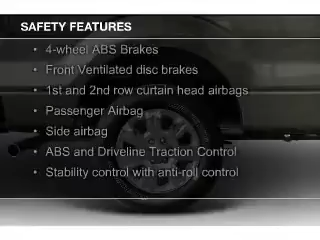 SAFETY FEATURES
• 4-wheel ABS Brakes
• Front Ventilated disc brakes
• 1st and 2nd row curtain head airbags
• Passenger Airbag
• Side airbag
• ABS and Driveline Traction Control
• Stability control with anti-roll control